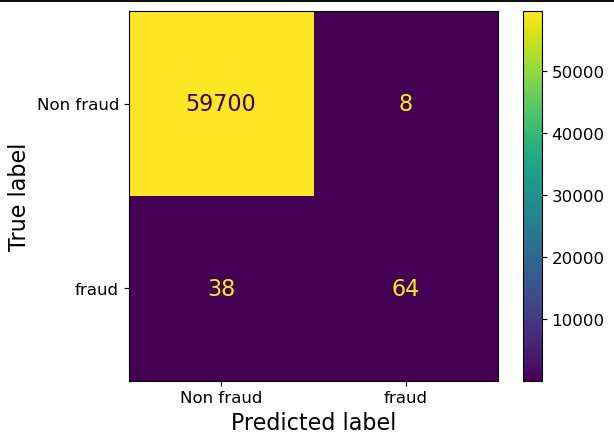 True label
Non fraud
59700
8
fraud
38
64
Non fraud
fraud
Predicted label
50000
40000
30000
20000
10000